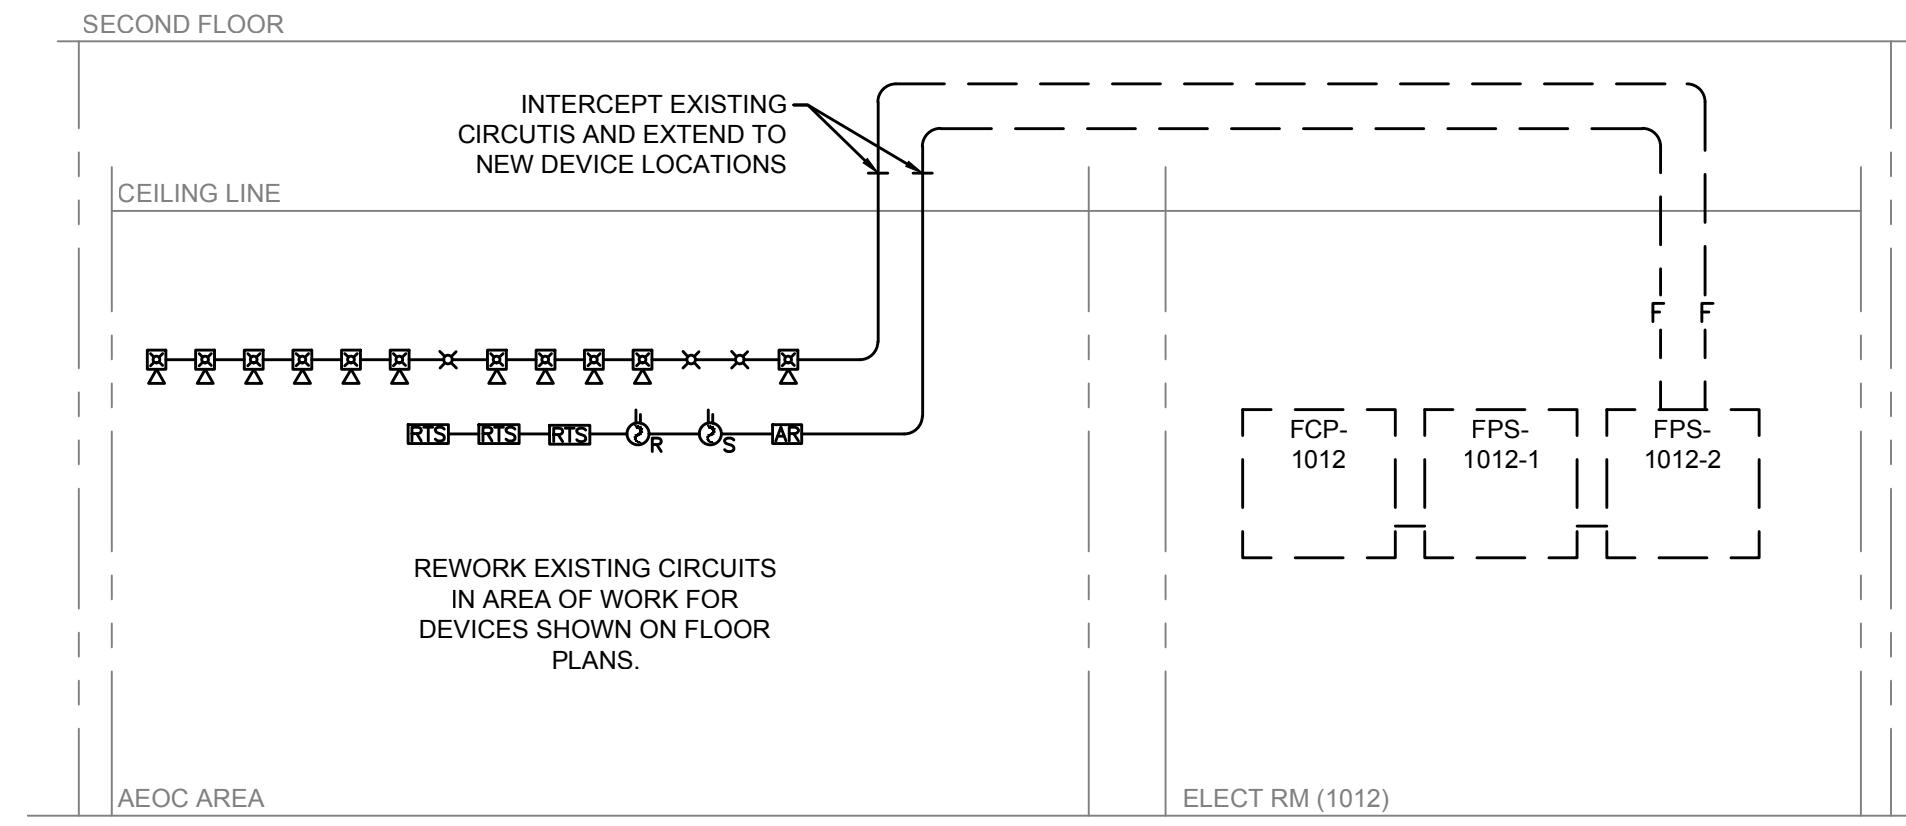 SECOND FLOOR
INTERCEPT EXISTING
CIRCUTIS AND EXTEND TO
NEW DEVICE LOCATIONS
CEILING LINE
F F
RTS RTS RTS R S AR
FCP-
1012
FPS-
1012-1
FPS-
1012-2
REWORK EXISTING CIRCUITS
IN AREA OF WORK FOR
DEVICES SHOWN ON FLOOR
PLANS.
AEOC AREA
ELECT RM (1012)